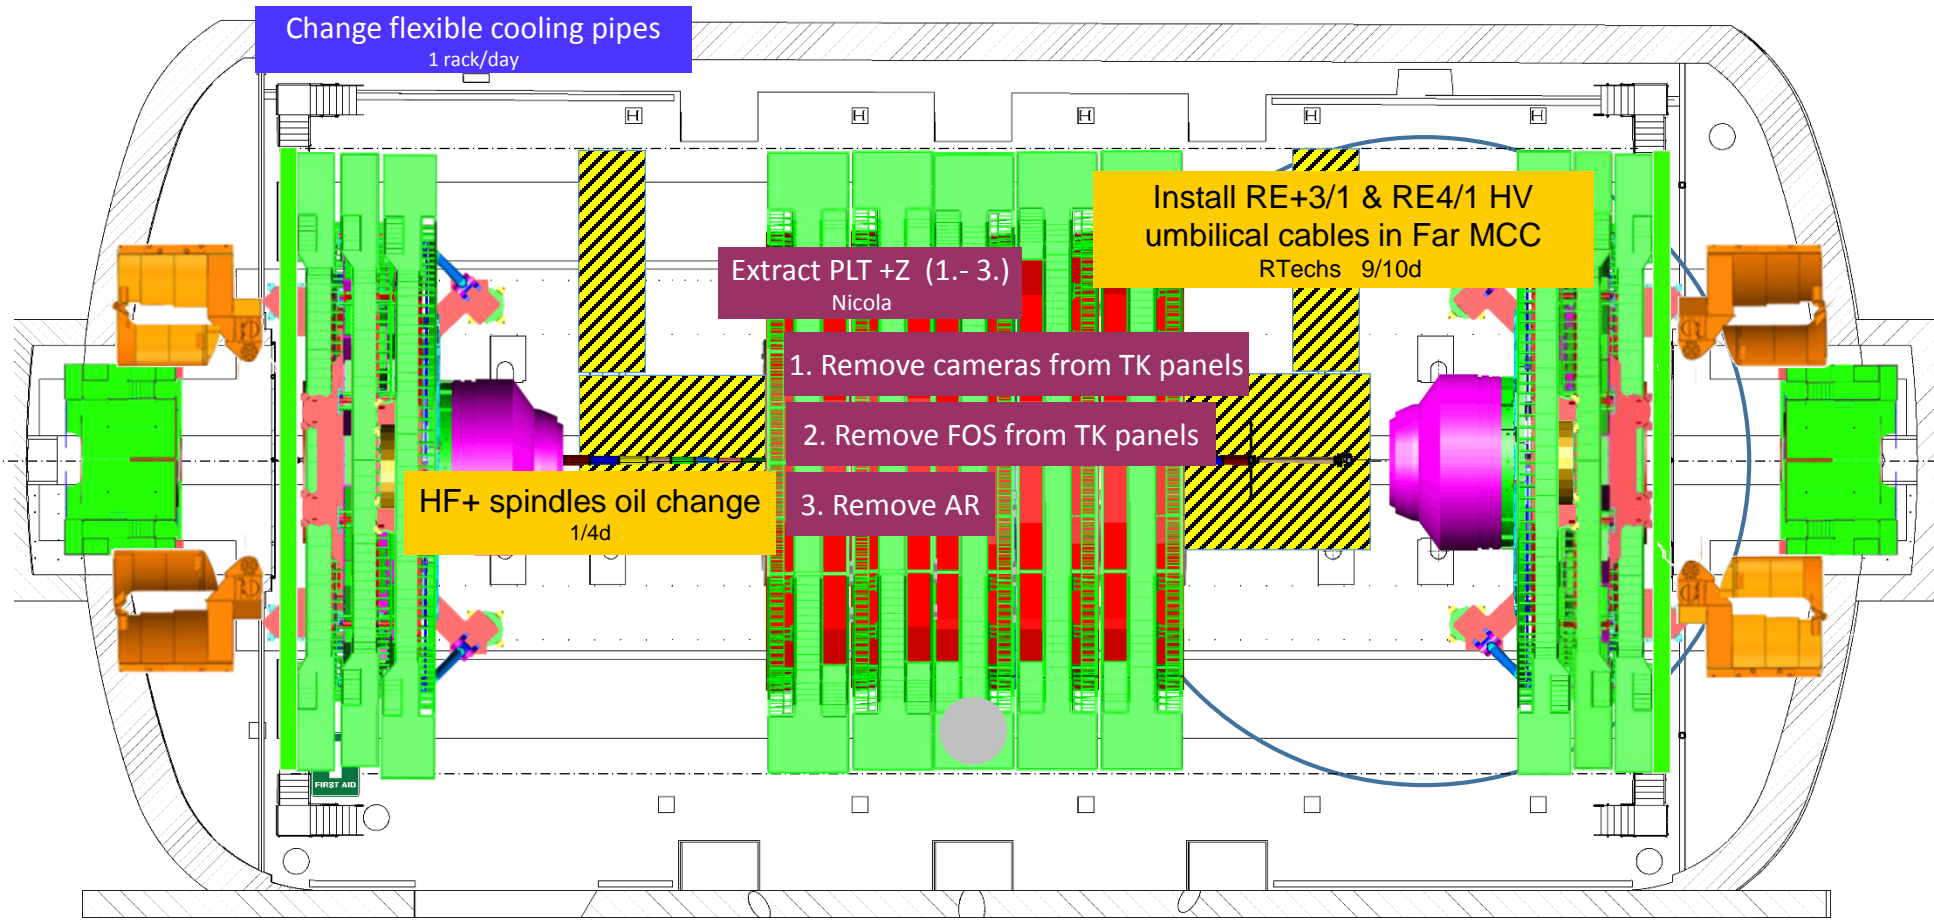 Change flexible cooling pipes
1 rack/day
H H H H H
Install RE+3/1 & RE4/1 HV
umbilical cables in Far MCC
RTechs 9/10d
Extract PLT +Z (1.- 3.)
Nicola
1. Remove cameras from TK panels
2. Remove FOS from TK panels
HF+ spindles oil change
1/4d
3. Remove AR
FIRST AID